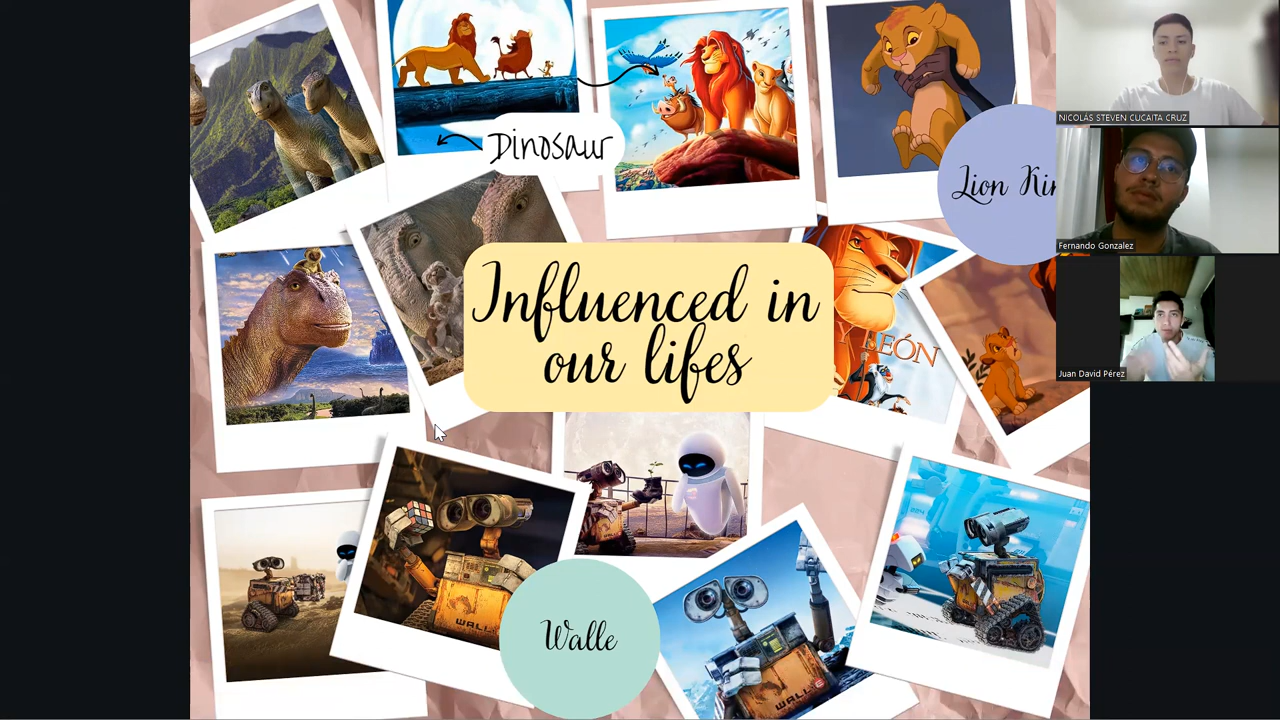 Dinosaur
Lion Kin
Influenced in
our lifes
LEÓN
WALL
Walle
WALL•E
NICOLÁS STEVEN CUCAITA CRUZ
Fernando Gonzalez
Juan David Pérez